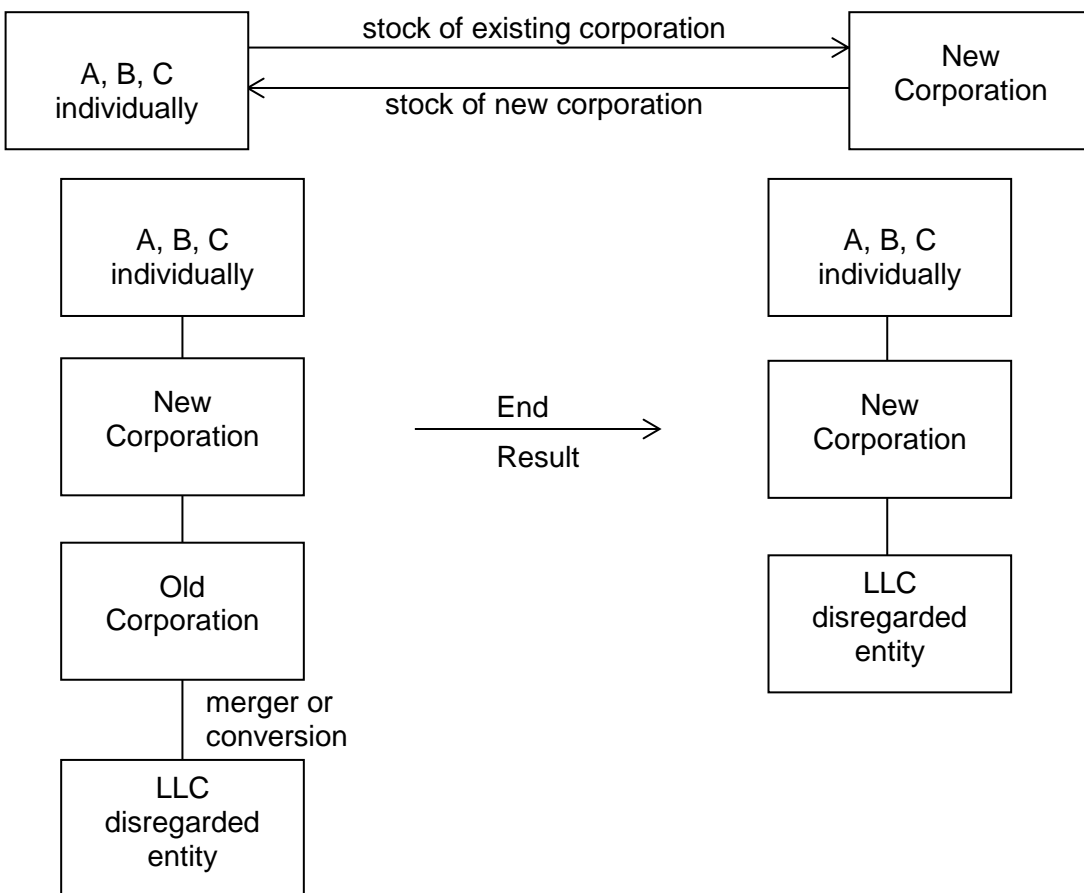 stock of existing corporation
A, B, C
individually
New
Corporation
stock of new corporation
A, B, C
individually
A, B, C
individually
New
Corporation
End
Result
New
Corporation
Old
Corporation
LLC
disregarded
entity
merger or
conversion
LLC
disregarded
entity